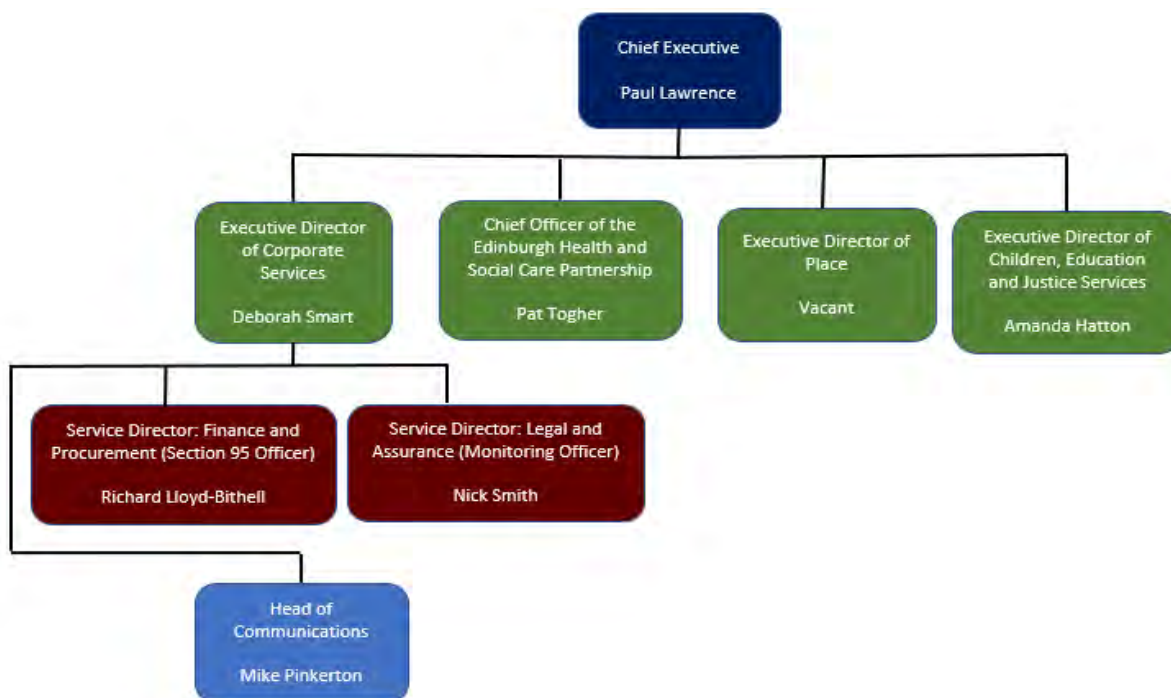 Chief Executive
Paul Lawrence
Executive Director
of Corporate
Services
Deborah Smart
Chief Officer of the
Edinburgh Health and
Social Care Partnership
Pat Togher
Executive Director of
Place
Vacant
Executive Director of
Children, Education
and Justice Services
Amanda Hatton
Service Director: Finance and
Procurement (Section 95 Officer)
Richard Lloyd-Bithell
Service Director: Legal and
Assurance (Monitoring Officer)
Nick Smith
Head of
Communications
Mike Pinkerton